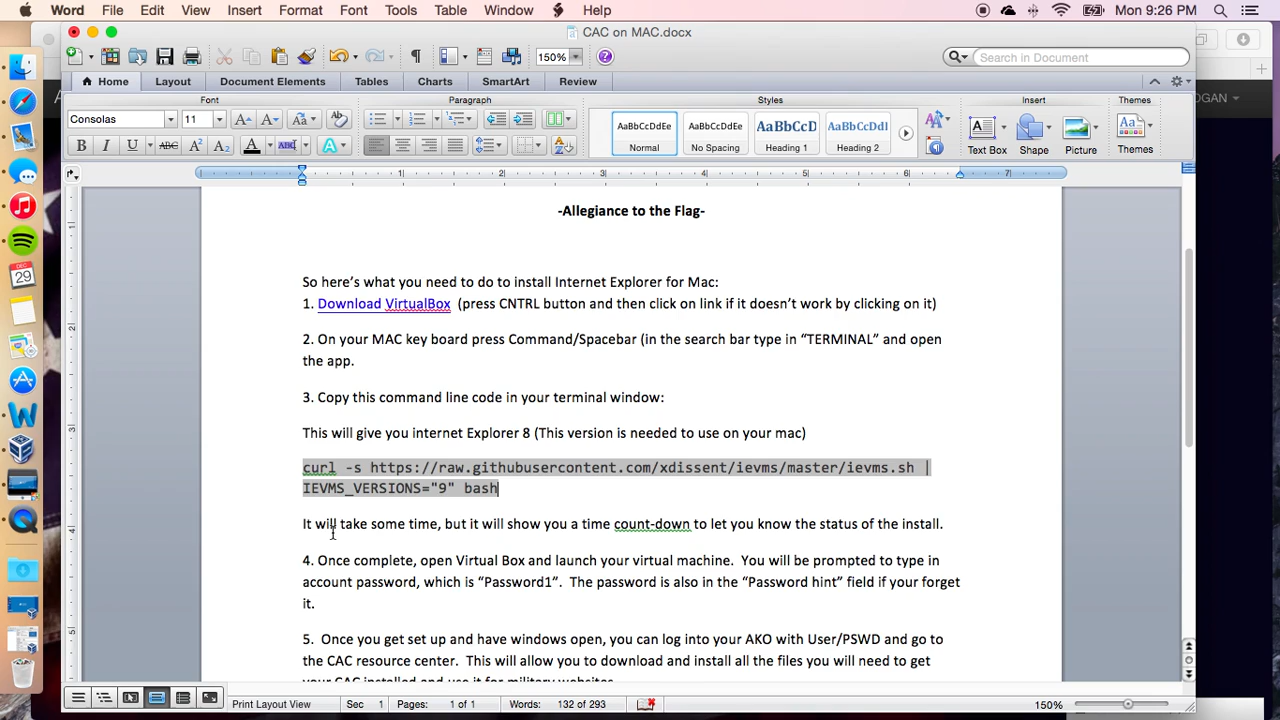 Word File Edit View Insert Format Font Tools Table Window Help Mon 9:26 PM
CAC on MAC.docx
150% Search in Document
Home Layout Document Elements Tables Charts SmartArt Review
Font Paragraph Styles Insert Themes
Consolas 11 AaBbCcDdEe AaBbCcDdEe AaBbCcD AaBbCcDdI
Normal No Spacing Heading 1 Heading 2 Text Box Shape Picture Themes
OGAN
1 2 3 4 5 6 7
-Allegiance to the Flag-
So here's what you need to do to install Internet Explorer for Mac:
1. Download VirtualBox (press CNTRL button and then click on link if it doesn't work by clicking on it)
2. On your MAC key board press Command/Spacebar (in the search bar type in “TERMINAL” and open
the app.
3. Copy this command line code in your terminal window:
This will give you internet Explorer 8 (This version is needed to use on your mac)
curl -s https://raw.githubusercontent.com/xdissent/ievms/master/ievms.sh |
IEVMS_VERSIONS="9" bash
It will take some time, but it will show you a time count-down to let you know the status of the install.
4. Once complete, open Virtual Box and launch your virtual machine. You will be prompted to type in
account password, which is “Password1”. The password is also in the “Password hint” field if your forget
it.
5. Once you get set up and have windows open, you can log into your AKO with User/PSWD and go to
the CAC resource center. This will allow you to download and install all the files you will need to get
your CAC installed and use it for military websites.
Print Layout View Sec 1 Pages: 1 of 1 Words: 132 of 293 150%